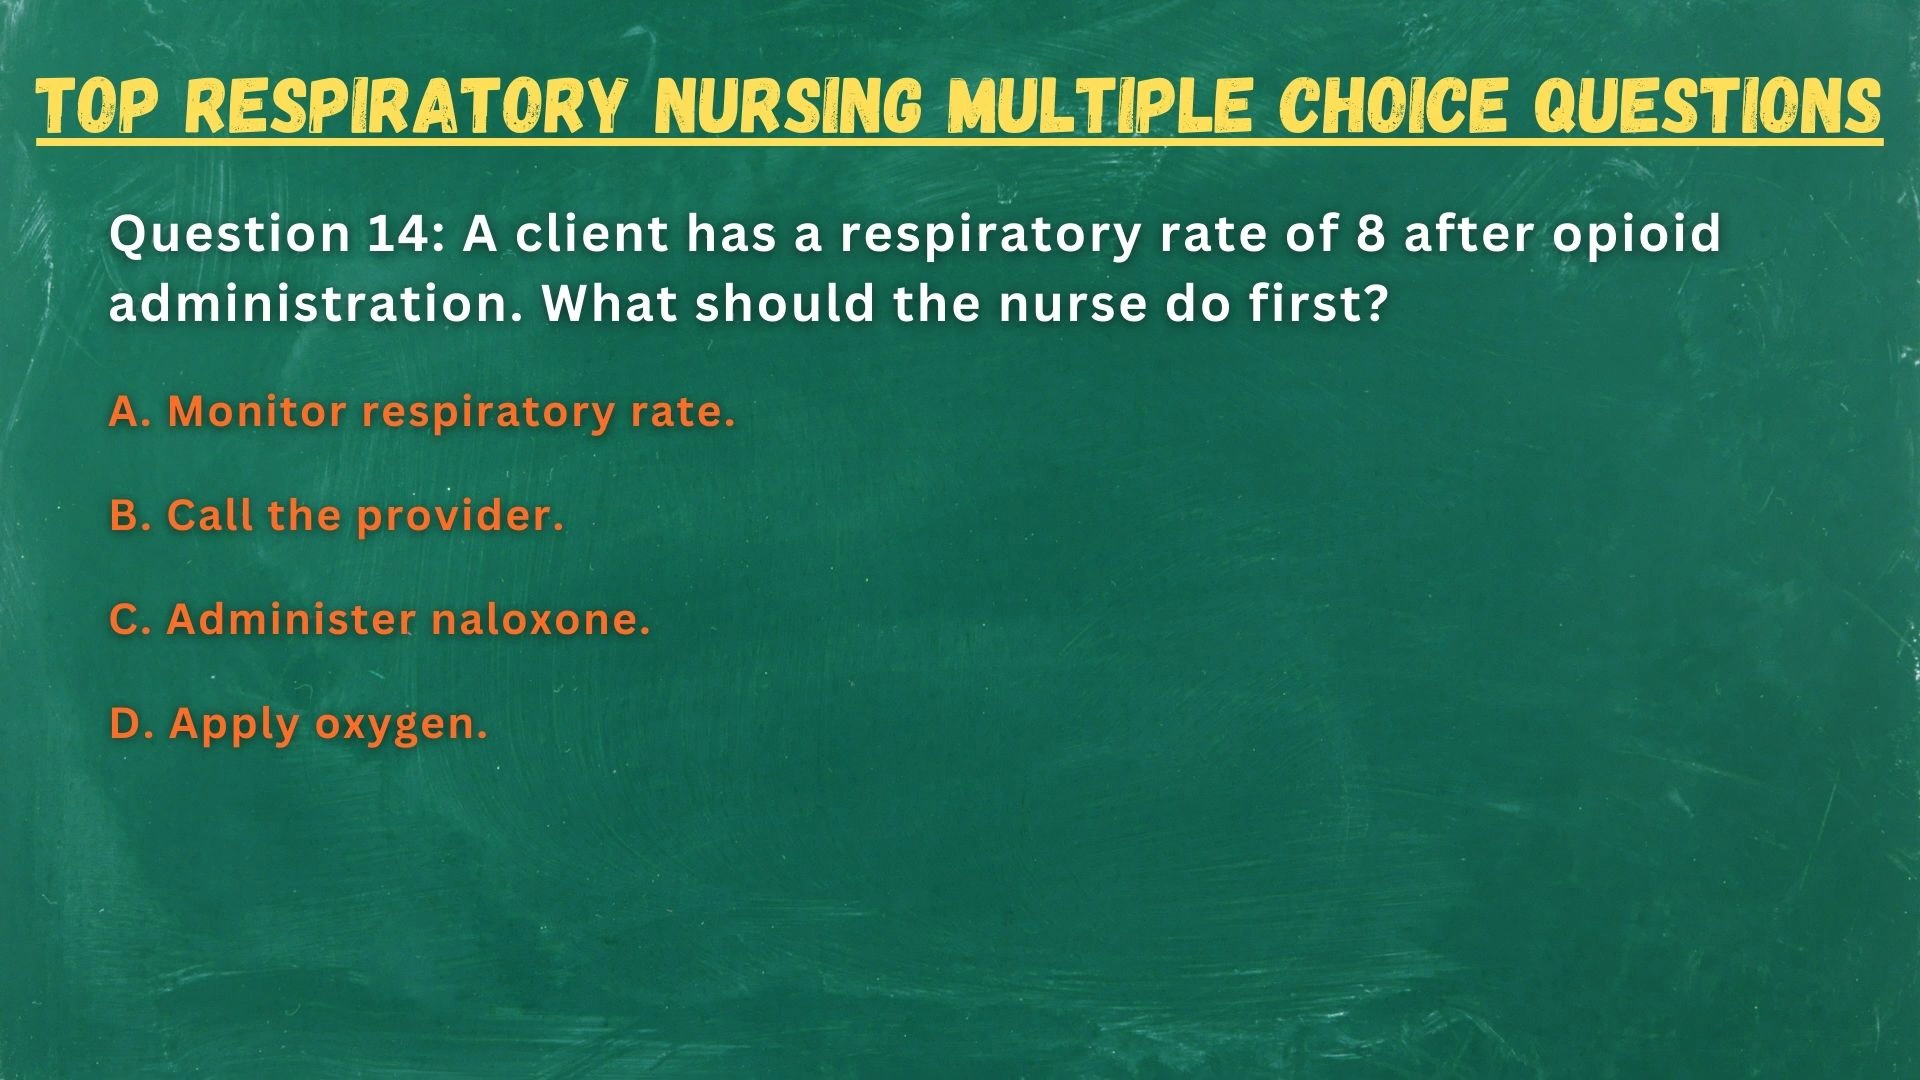 TOP RESPIRATORY NURSING MULTIPLE CHOICE QUESTIONS
Question 14: A client has a respiratory rate of 8 after opioid
administration. What should the nurse do first?
A. Monitor respiratory rate.
B. Call the provider.
C. Administer naloxone.
D. Apply oxygen.